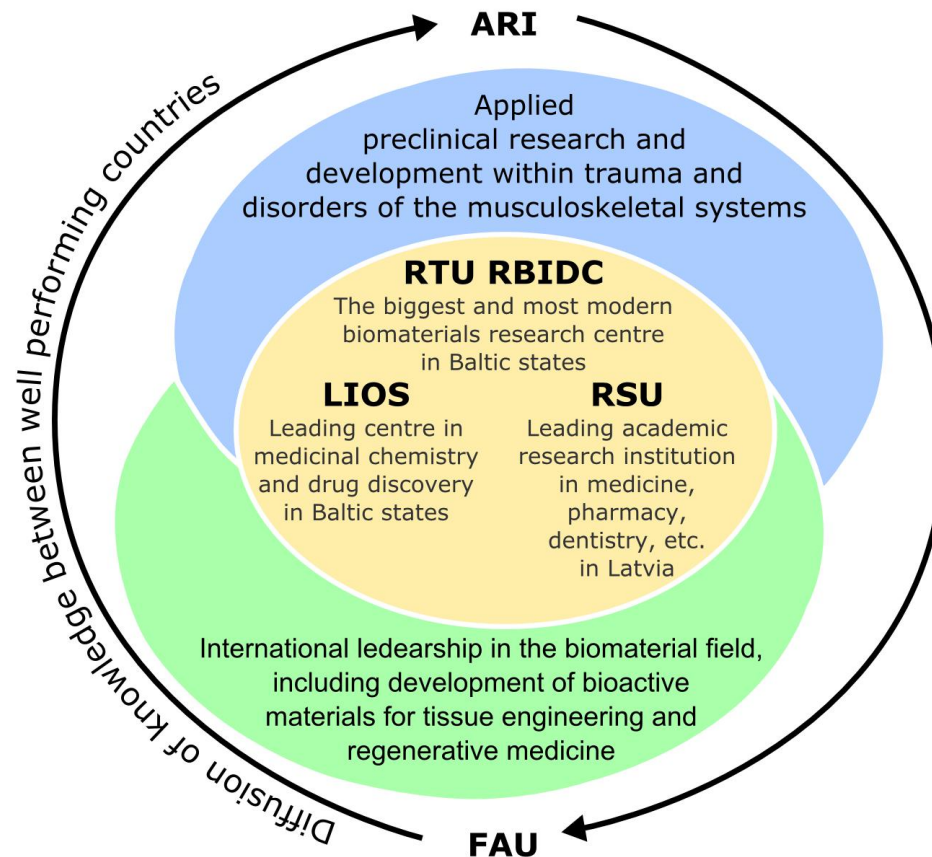 ARI
Diffusion of knowledge between well performing countries
Applied
preclinical research and
development within trauma and
disorders of the musculoskeletal systems
RTU RBIDC
The biggest and most modern
biomaterials research centre
in Baltic states
LIOS
Leading centre in
medicinal chemistry
and drug discovery
in Baltic states
RSU
Leading academic
research institution
in medicine,
pharmacy,
dentistry, etc.
in Latvia
International ledearship in the biomaterial field,
including development of bioactive
materials for tissue engineering and
regenerative medicine
FAU